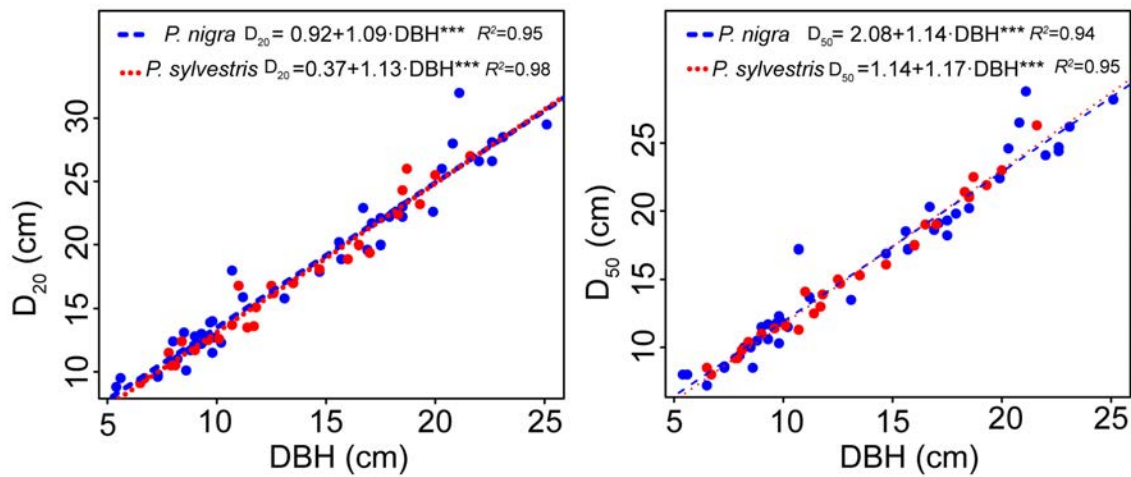 P. nigra D20 = 0.92+1.09·DBH*** R²=0.95
P. sylvestris D20 =0.37+1.13·DBH*** R²=0.98
30
25
20
15
10
D20 (cm)
5
10
15
20
25
DBH (cm)
P. nigra D50 = 2.08+1.14·DBH*** R²=0.94
P. sylvestris D50 =1.14+1.17·DBH*** R²=0.95
25
20
15
10
D50 (cm)
5
10
15
20
25
DBH (cm)